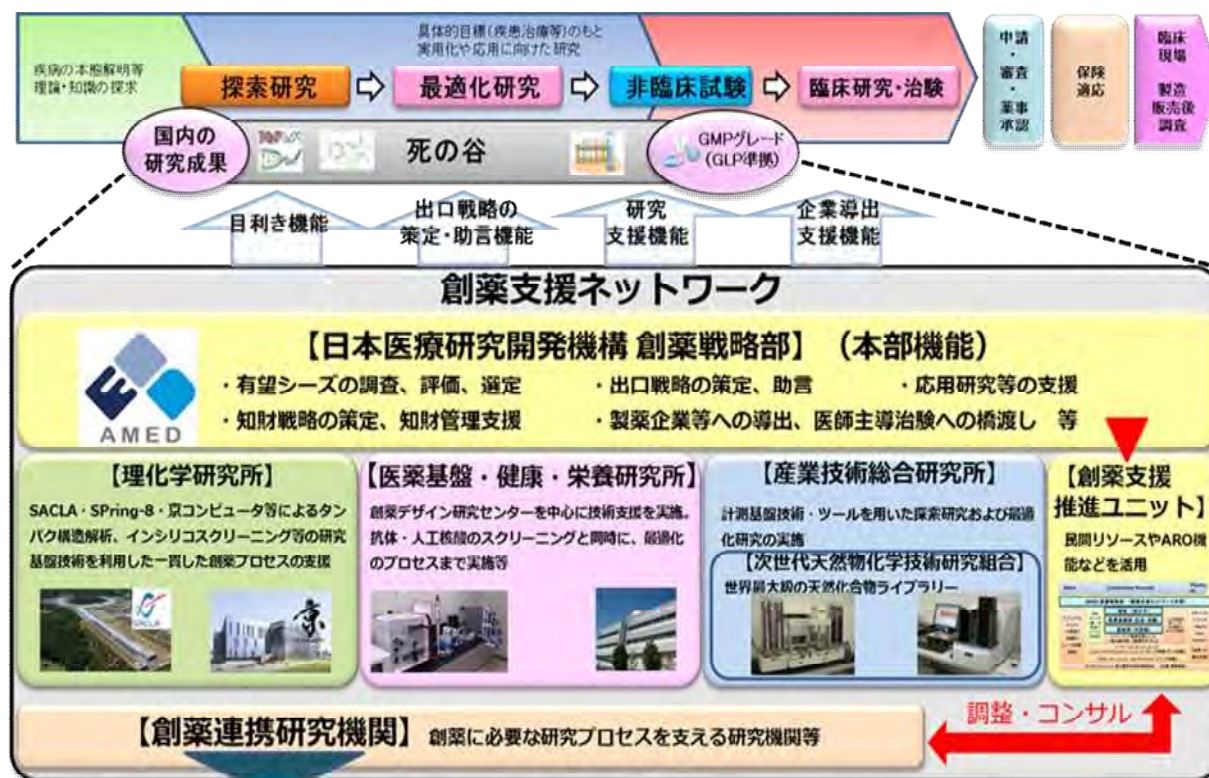 疾病の本態解明等
理論・知識の探求
具体的目標(疾患治療等)のもと
実用化や応用に向けた研究
探索研究
最適化研究
非臨床試験
臨床研究・治験
申請・審査・薬事承認
保険
適応
臨床
現場
製造
販売後
調査
国内の
研究成果
死の谷
GMPグレード
(GLP準拠)
目利き機能
出口戦略の
策定・助言機能
研究
支援機能
企業導出
支援機能
創薬支援ネットワーク
【日本医療研究開発機構 創薬戦略部】（本部機能）
・有望シーズの調査、評価、選定
・出口戦略の策定、助言
・応用研究等の支援
・知財戦略の策定、知財管理支援
・製薬企業等への導出、医師主導治験への橋渡し 等
AMED
【理化学研究所】
SACLA・SPring-8・京コンピュータ等によるタン
パク構造解析、インシリコスクリーニング等の研究
基盤技術を利用した一貫した創薬プロセスの支援
SACLA
京
【医薬基盤・健康・栄養研究所】
創薬デザイン研究センターを中心に技術支援を実施。
抗体・人工核酸のスクリーニングと同時に、最適化
のプロセスまで実施等
【産業技術総合研究所】
計測基盤技術・ツールを用いた探索研究および最適
化研究の実施
【次世代天然物化学技術研究組合】
世界最大級の天然化合物ライブラリー
【創薬支援
推進ユニット】
民間リソースやARO機
能などを活用
【創薬連携研究機関】 創薬に必要な研究プロセスを支える研究機関等
調整・コンサル